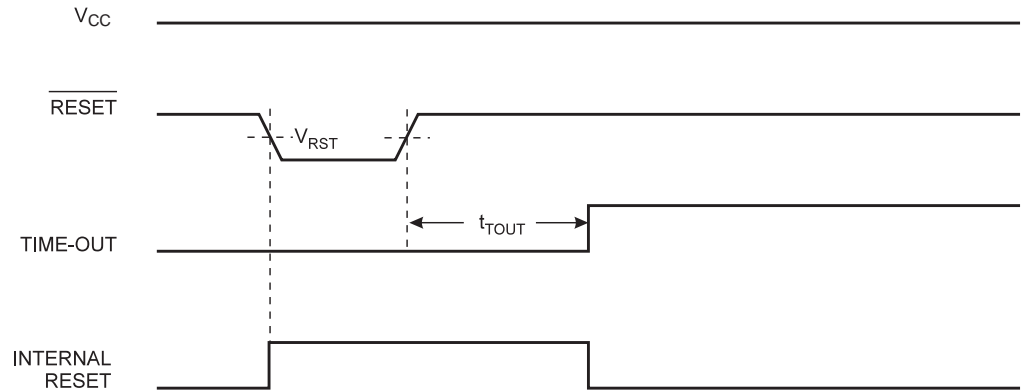 VCC
RESET
VRST
tTOUT
TIME-OUT
INTERNAL
RESET